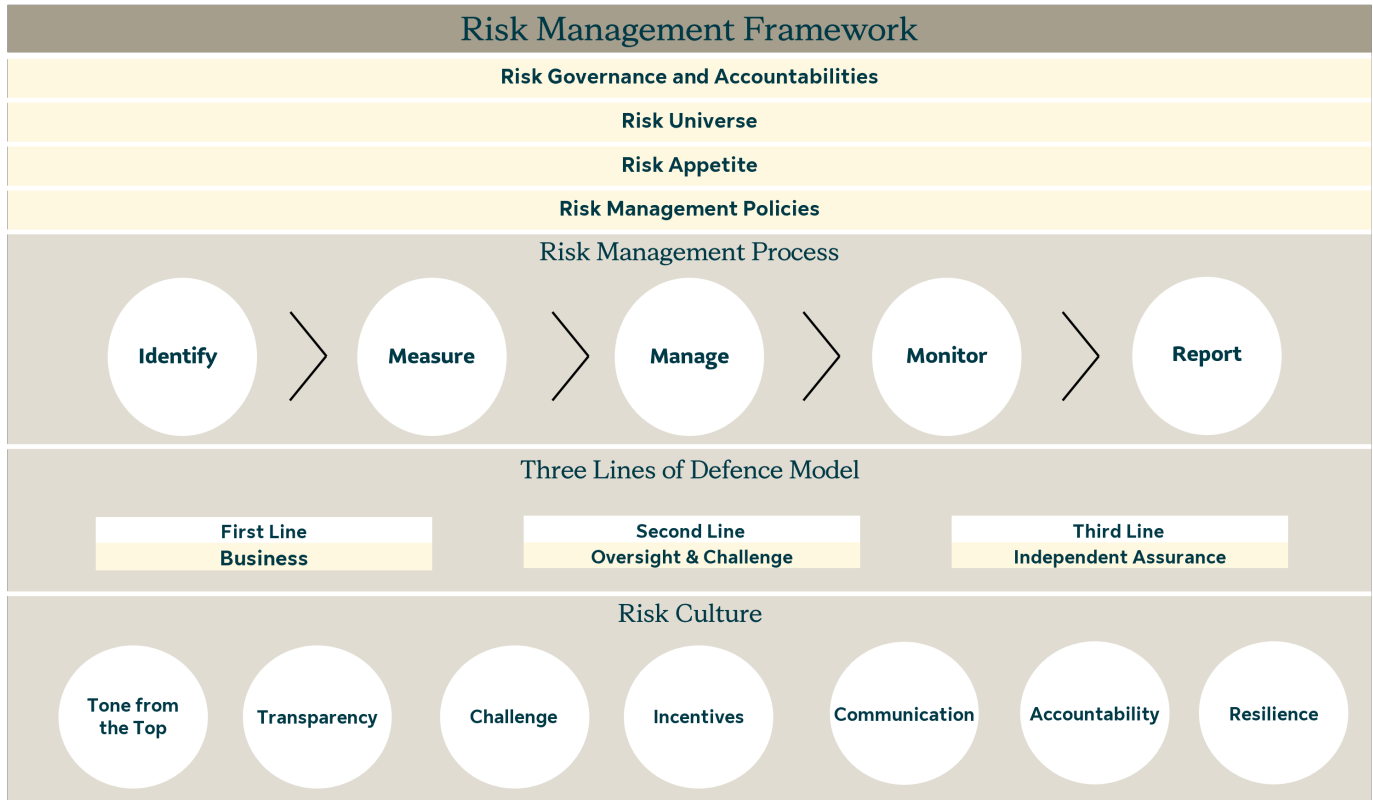 Risk Management Framework
Risk Governance and Accountabilities
Risk Universe
Risk Appetite
Risk Management Policies
Risk Management Process
Identify
Measure
Manage
Monitor
Report
Three Lines of Defence Model
First Line
Business
Second Line
Oversight & Challenge
Third Line
Independent Assurance
Risk Culture
Tone from
the Top
Transparency
Challenge
Incentives
Communication
Accountability
Resilience